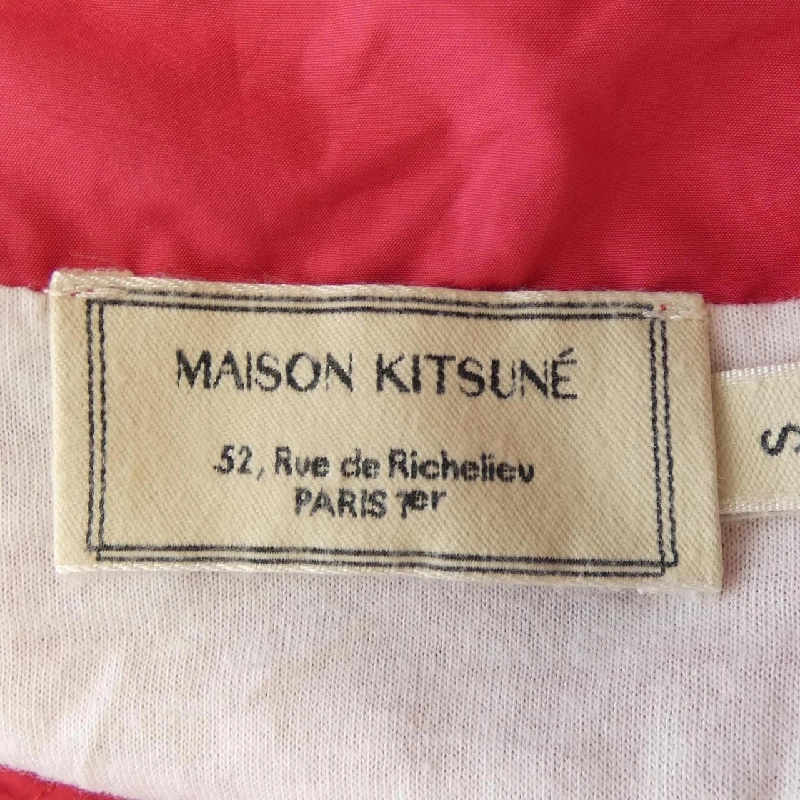 MAISON KITSUNÉ
52, Rue de Richelieu
PARIS 1er
S